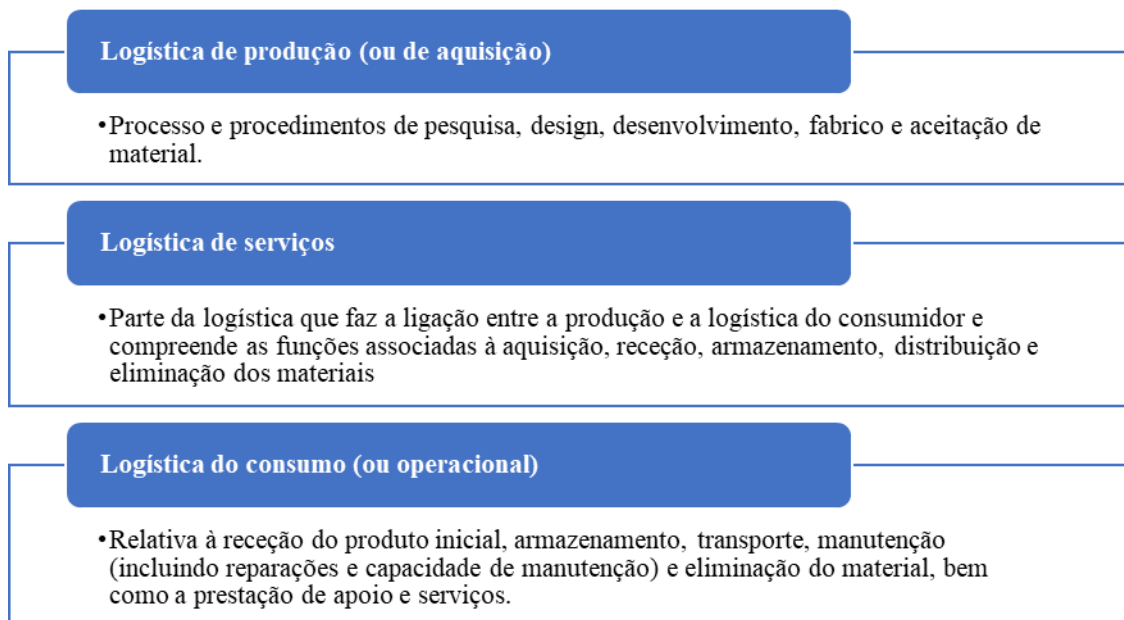 Logística de produção (ou de aquisição)
•Processo e procedimentos de pesquisa, design, desenvolvimento, fabrico e aceitação de
material.
Logística de serviços
•Parte da logística que faz a ligação entre a produção e a logística do consumidor e
compreende as funções associadas à aquisição, receção, armazenamento, distribuição e
eliminação dos materiais
Logística do consumo (ou operacional)
•Relativa à receção do produto inicial, armazenamento, transporte, manutenção
(incluindo reparações e capacidade de manutenção) e eliminação do material, bem
como a prestação de apoio e serviços.